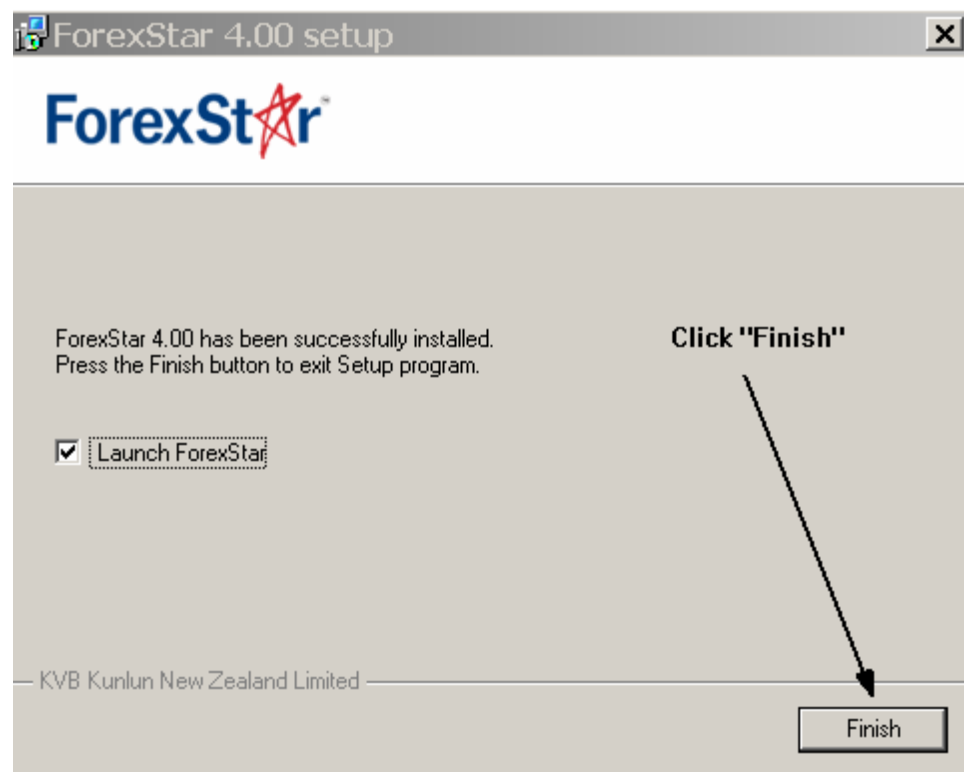 ForexStar 4.00 setup
ForexStar
ForexStar 4.00 has been successfully installed.
Press the Finish button to exit Setup program.
Click "Finish"
Launch ForexStar
KVB Kunlun New Zealand Limited
Finish